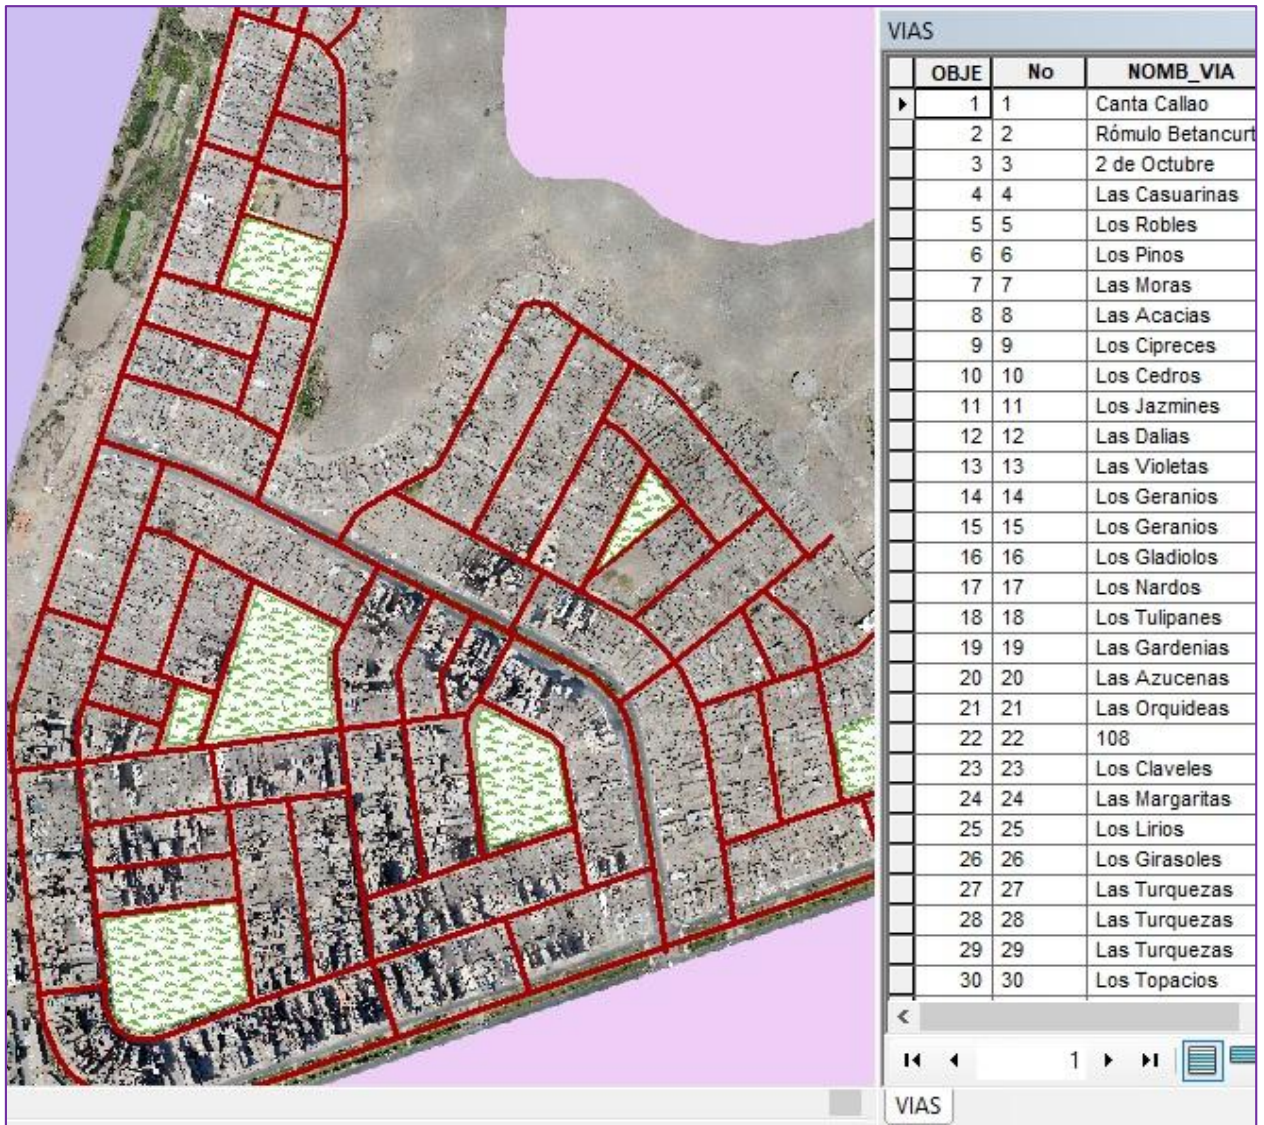 VIAS
OBJE No NOMB_VIA
1 1 Canta Callao
2 2 Rómulo Betancurt
3 3 2 de Octubre
4 4 Las Casuarinas
5 5 Los Robles
6 6 Los Pinos
7 7 Las Moras
8 8 Las Acacias
9 9 Los Cipreces
10 10 Los Cedros
11 11 Los Jazmines
12 12 Las Dalias
13 13 Las Violetas
14 14 Los Geranios
15 15 Los Geranios
16 16 Los Gladiolos
17 17 Los Nardos
18 18 Los Tulipanes
19 19 Las Gardenias
20 20 Las Azucenas
21 21 Las Orquideas
22 22 108
23 23 Los Claveles
24 24 Las Margaritas
25 25 Los Lirios
26 26 Los Girasoles
27 27 Las Turquezas
28 28 Las Turquezas
29 29 Las Turquezas
30 30 Los Topacios
1
VIAS